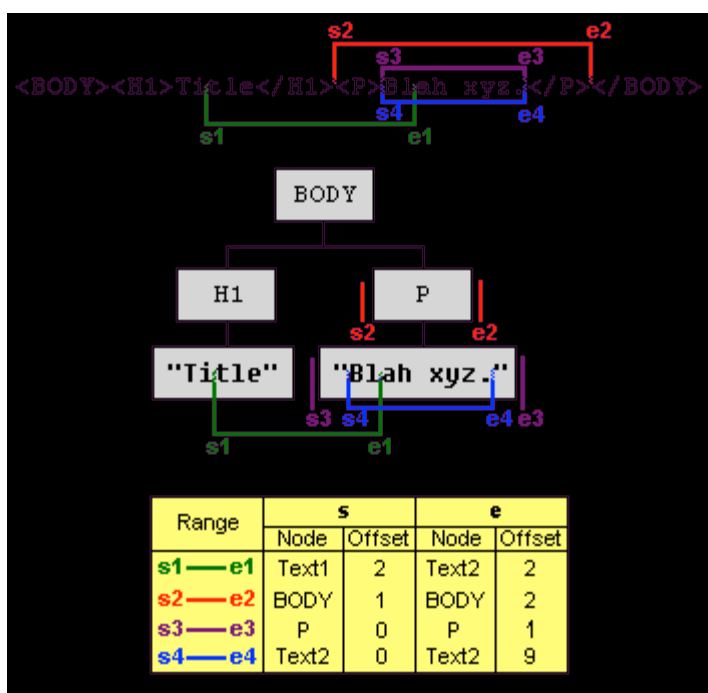 s2 e2
s3 e3
<BODY><H1>Title</H1><P>Blah xyz.</P></BODY>
s4 e4
s1 e1
BODY
H1 P
s2 e2
"Title" "Blah xyz."
s3 s4 e4 e3
s1 e1
Range s e
Node Offset Node Offset
s1 e1 Text1 2 Text2 2
s2 e2 BODY 1 BODY 2
s3 e3 P 0 P 1
s4 e4 Text2 0 Text2 9